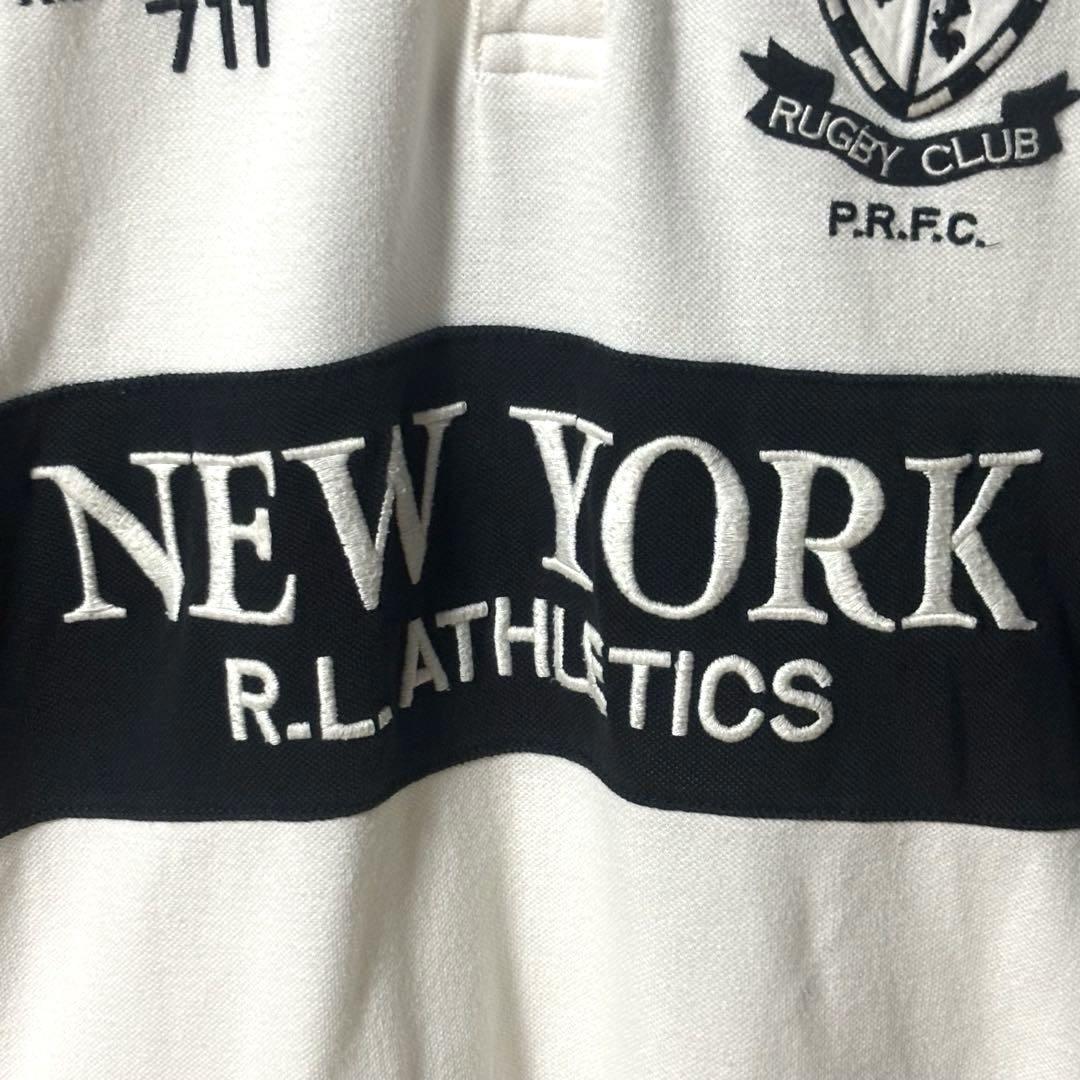 711
RUGBY CLUB
P.R.F.C.
NEW YORK
R.L. ATHLETICS